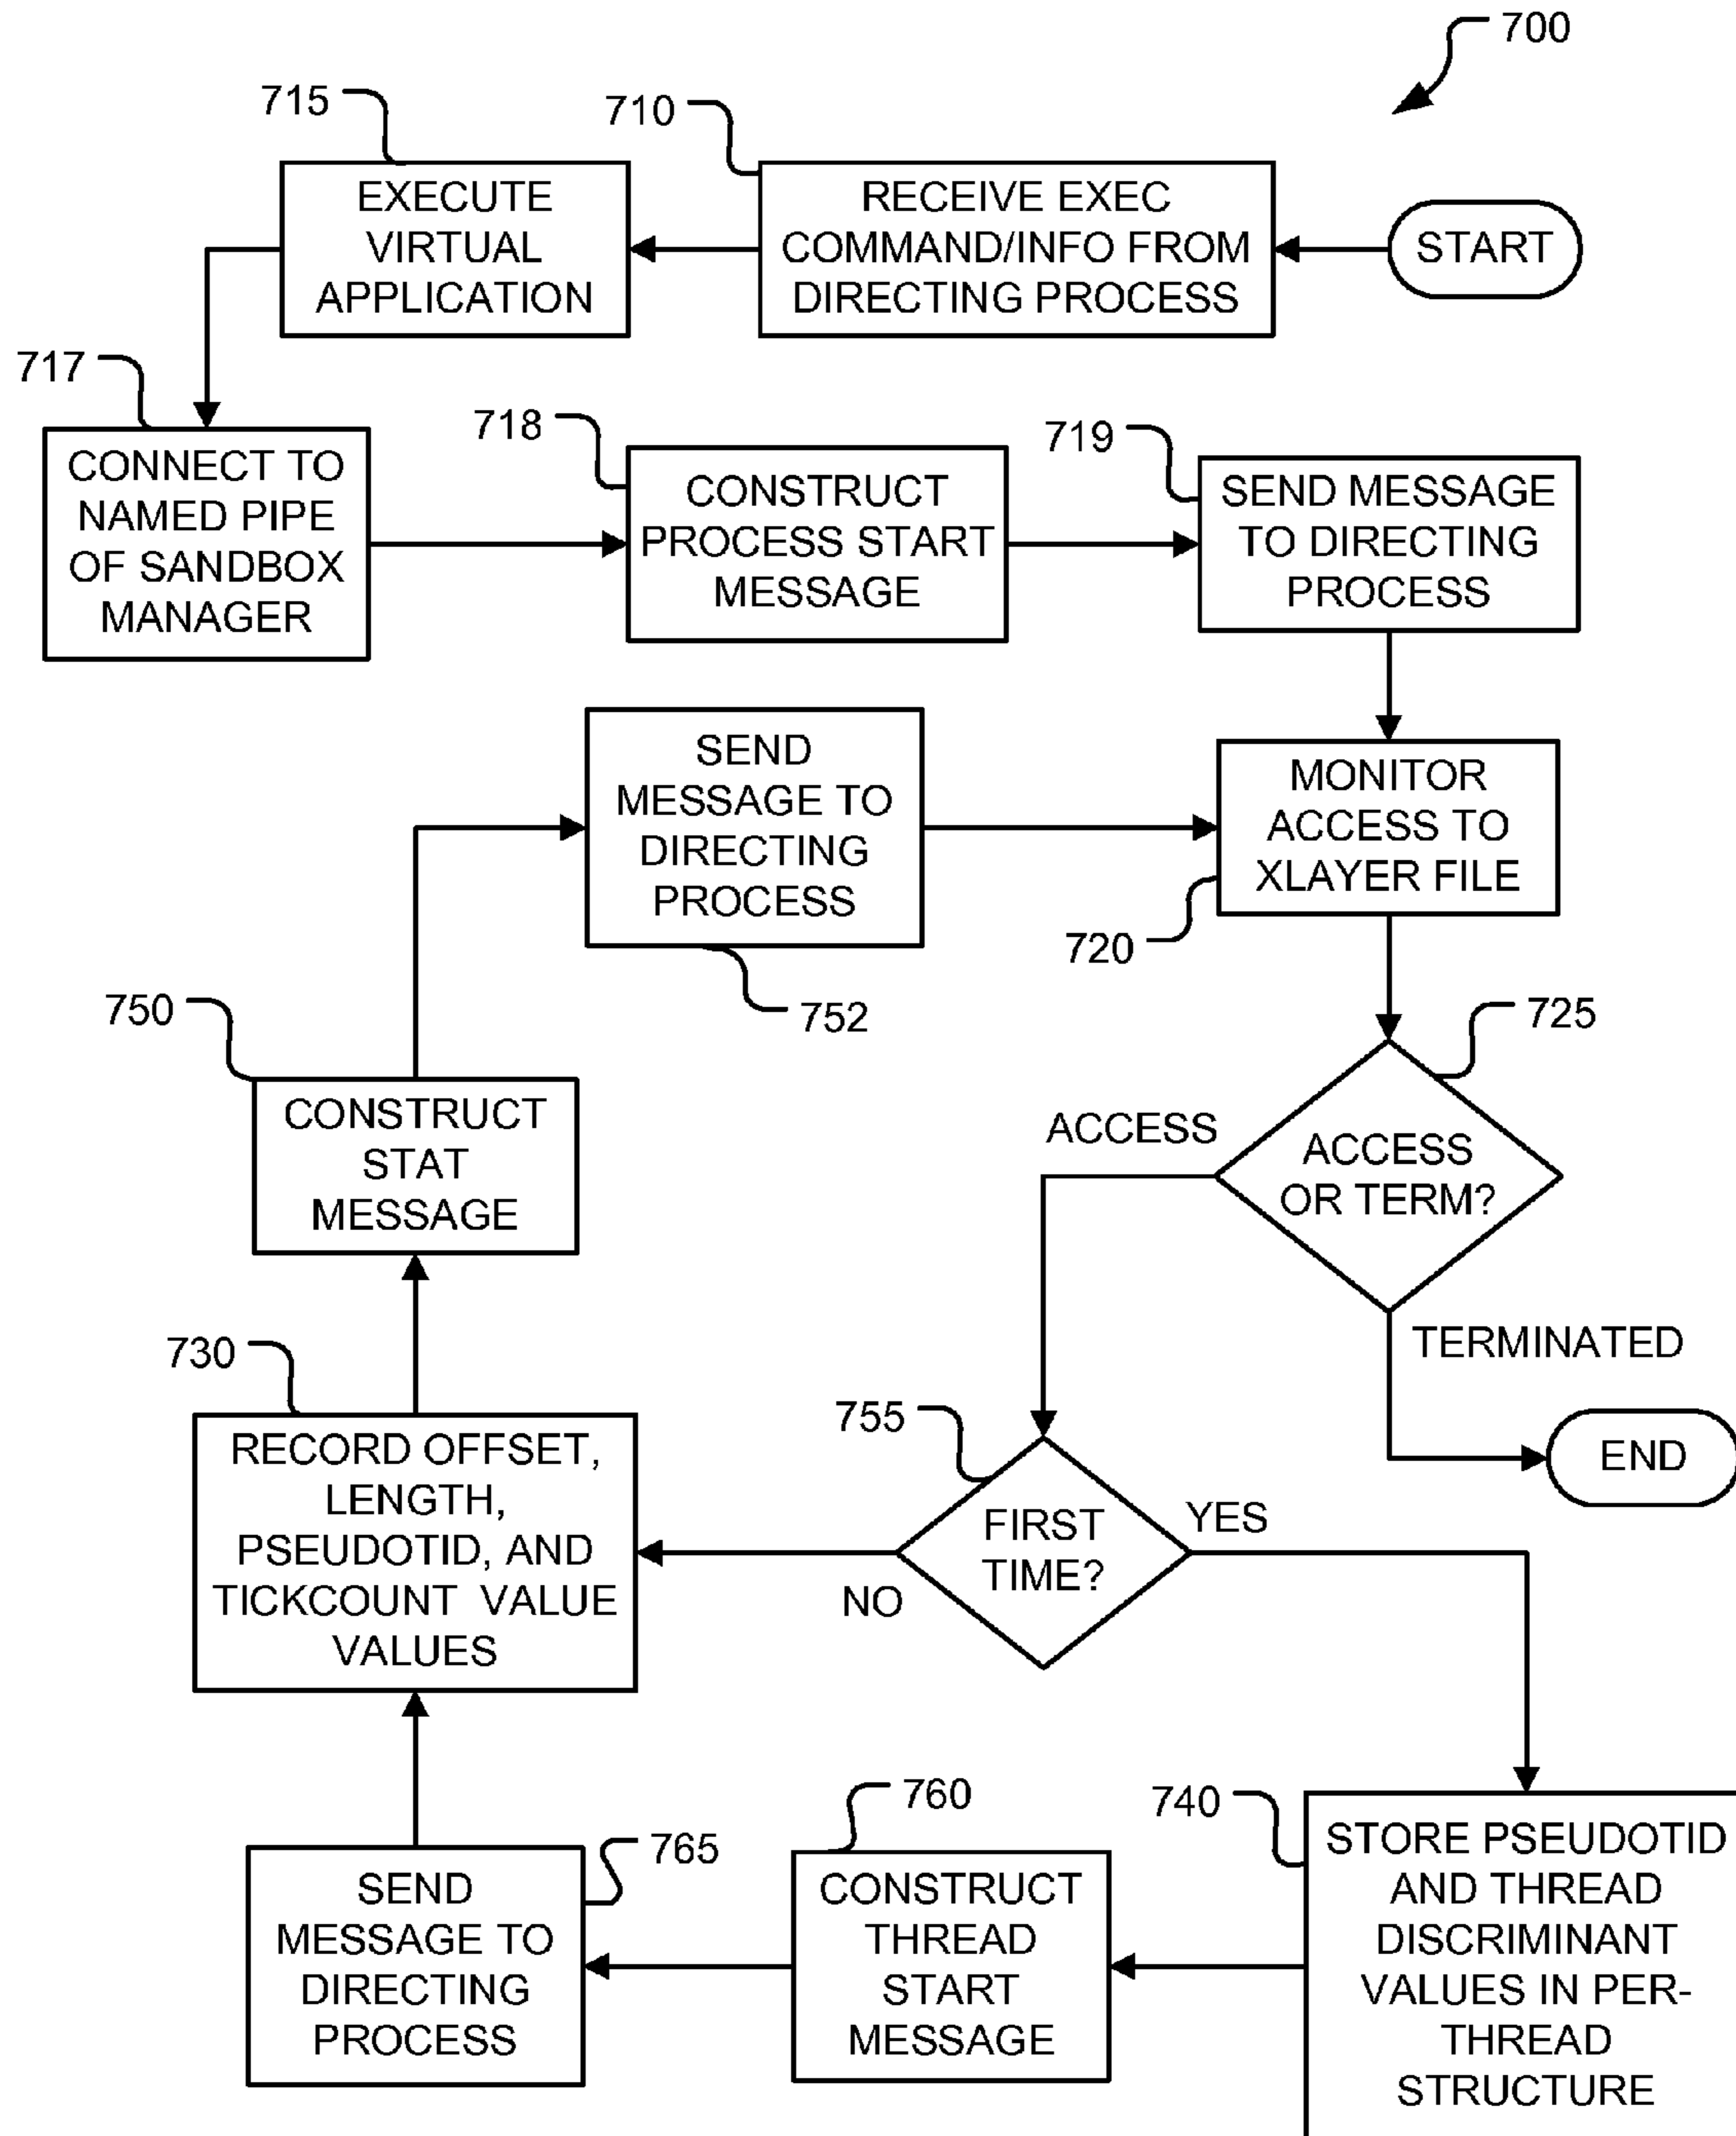 700
715
710
EXECUTE
VIRTUAL
APPLICATION
RECEIVE EXEC
COMMAND/INFO FROM
DIRECTING PROCESS
START
717
718
719
CONNECT TO
NAMED PIPE
OF SANDBOX
MANAGER
CONSTRUCT
PROCESS START
MESSAGE
SEND MESSAGE
TO DIRECTING
PROCESS
SEND
MESSAGE TO
DIRECTING
PROCESS
MONITOR
ACCESS TO
XLAYER FILE
720
750
752
725
CONSTRUCT
STAT
MESSAGE
ACCESS
ACCESS
OR TERM?
TERMINATED
730
755
END
RECORD OFFSET,
LENGTH,
PSEUDOTID, AND
TICKCOUNT VALUE
VALUES
FIRST
TIME?
YES
NO
760
740
765
SEND
MESSAGE TO
DIRECTING
PROCESS
CONSTRUCT
THREAD
START
MESSAGE
STORE PSEUDOTID
AND THREAD
DISCRIMINANT
VALUES IN PER-
THREAD
STRUCTURE